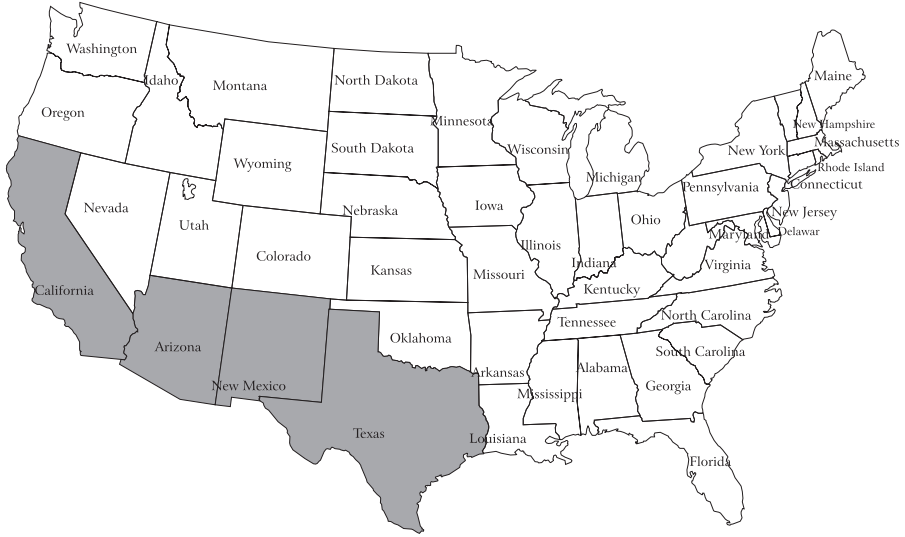 Washington
Idaho
Montana
North Dakota
Minnesota
Maine
Oregon
South Dakota
Wisconsin
New Hampshire
Massachusetts
New York
Wyoming
Michigan
Rhode Island
Connecticut
Pennsylvania
Nevada
Nebraska
Iowa
Ohio
New Jersey
Utah
Maryland
Delawar
Colorado
Illinois
Indiana
Virginia
Kansas
Missouri
Kentucky
California
North Carolina
Tennessee
Oklahoma
Arizona
South Carolina
New Mexico
Arkansas
Alabama
Mississippi
Georgia
Texas
Louisiana
Florida